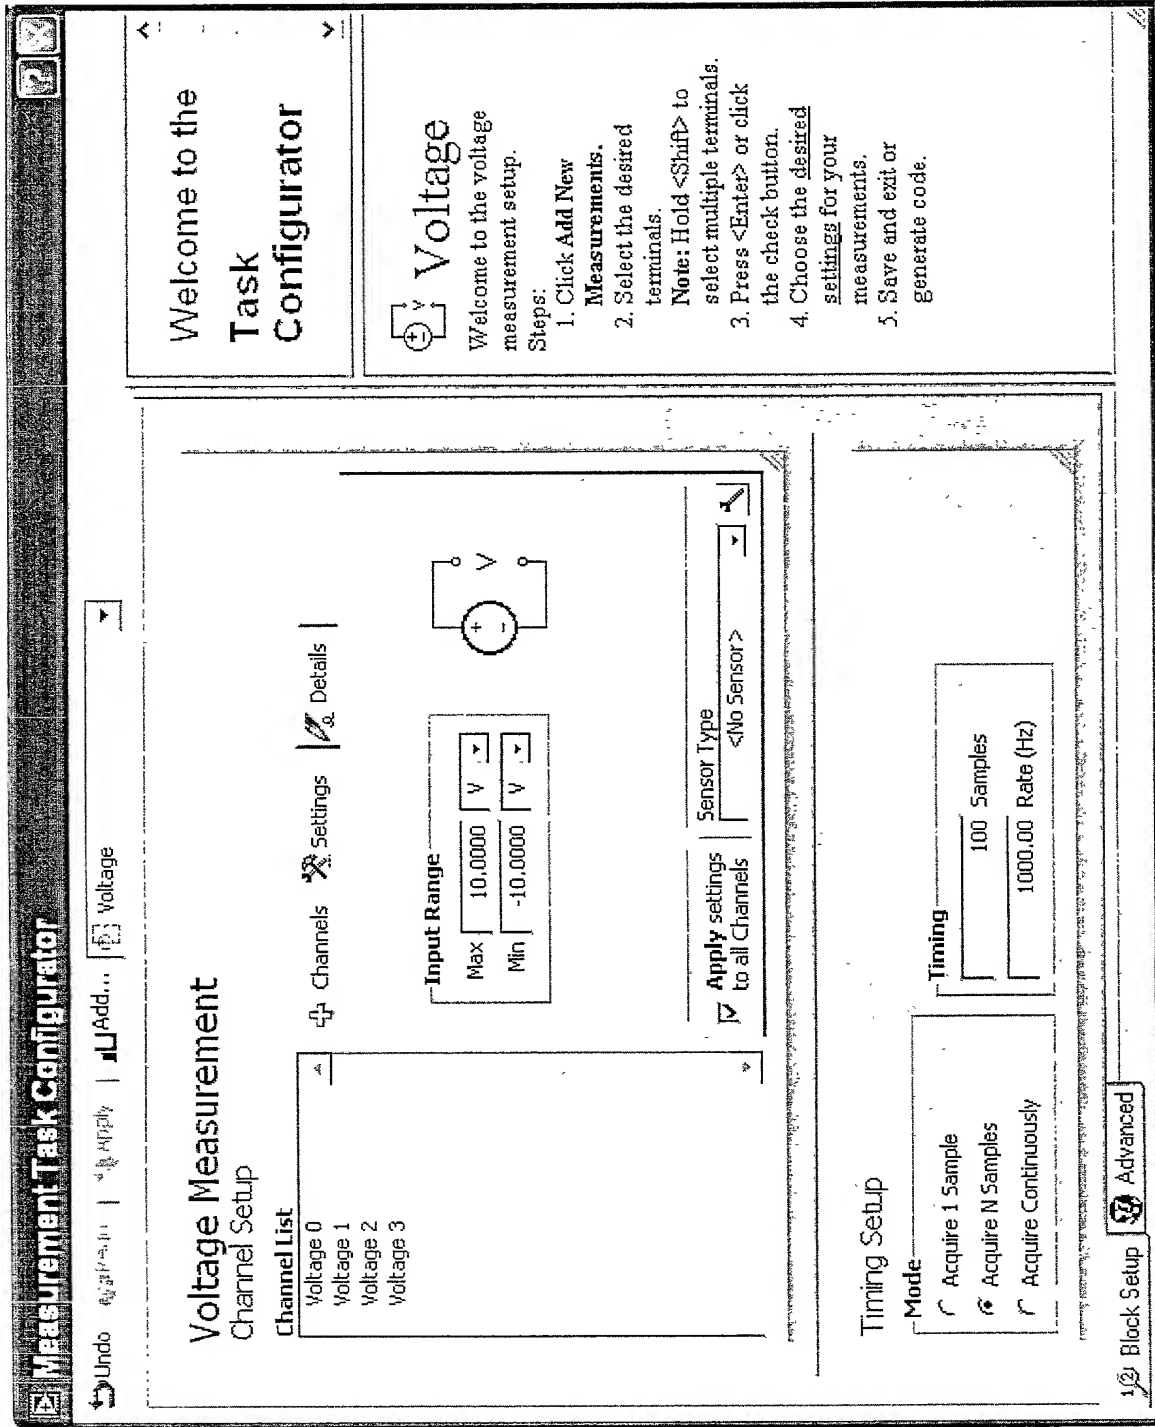 Measurement Task Configurator
Undo | Apply | Add... Voltage
Voltage Measurement
Channel Setup
Channel List
Voltage 0
Voltage 1
Voltage 2
Voltage 3
Channels Settings Details
Input Range
Max 10.0000 V
Min -10.0000 V
V
Apply settings
to all Channels
Sensor Type
<No Sensor>
Timing Setup
Mode
Acquire 1 Sample
Acquire N Samples
Acquire Continuously
Timing
100 Samples
1000.00 Rate (Hz)
Block Setup Advanced
Welcome to the
Task
Configurator
Voltage
Welcome to the voltage
measurement setup.
Steps:
1. Click Add New
Measurements.
2. Select the desired
terminals.
Note: Hold <Shift> to
select multiple terminals.
3. Press <Enter> or click
the check button.
4. Choose the desired
settings for your
measurements.
5. Save and exit or
generate code.